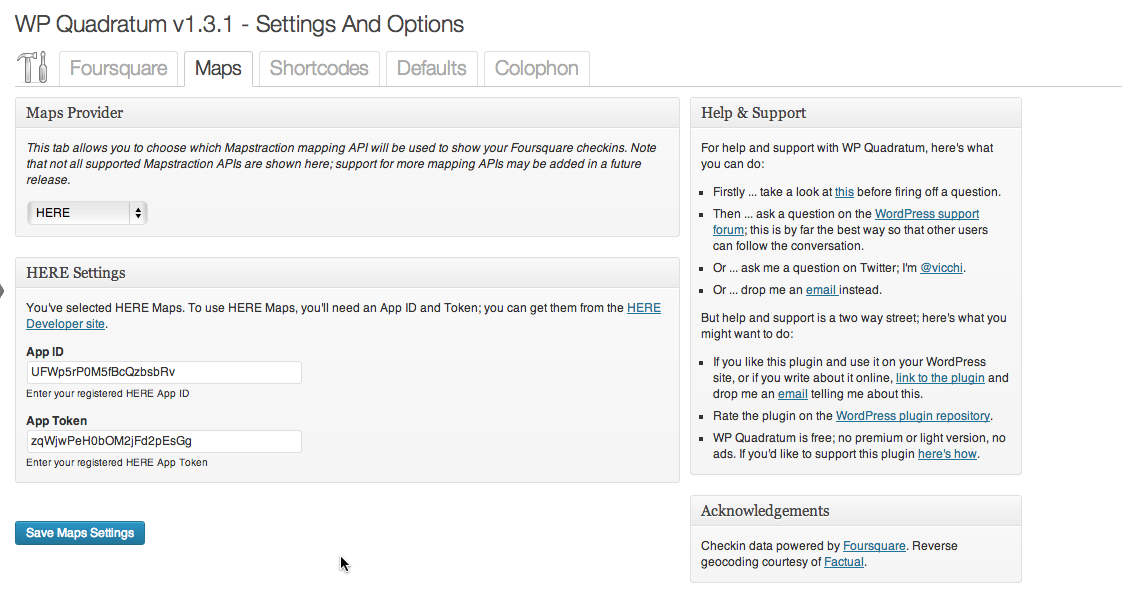 WP Quadratum v1.3.1 - Settings And Options
Foursquare
Maps
Shortcodes
Defaults
Colophon
Maps Provider
This tab allows you to choose which Mapstraction mapping API will be used to show your Foursquare checkins. Note
that not all supported Mapstraction APIs are shown here; support for more mapping APIs may be added in a future
release.
HERE
HERE Settings
You've selected HERE Maps. To use HERE Maps, you'll need an App ID and Token; you can get them from the HERE
Developer site.
App ID
UFWp5rP0M5fBcQzbsbRv
Enter your registered HERE App ID
App Token
zqWjwPeH0bOM2jFd2pEsGg
Enter your registered HERE App Token
Save Maps Settings
Help & Support
For help and support with WP Quadratum, here's what
you can do:
Firstly ... take a look at this before firing off a question.
Then ... ask a question on the WordPress support
forum; this is by far the best way so that other users
can follow the conversation.
Or ... ask me a question on Twitter; I'm @vicchi.
Or ... drop me an email instead.
But help and support is a two way street; here's what you
might want to do:
If you like this plugin and use it on your WordPress
site, or if you write about it online, link to the plugin and
drop me an email telling me about this.
Rate the plugin on the WordPress plugin repository.
WP Quadratum is free; no premium or light version, no
ads. If you'd like to support this plugin here's how.
Acknowledgements
Checkin data powered by Foursquare. Reverse
geocoding courtesy of Factual.